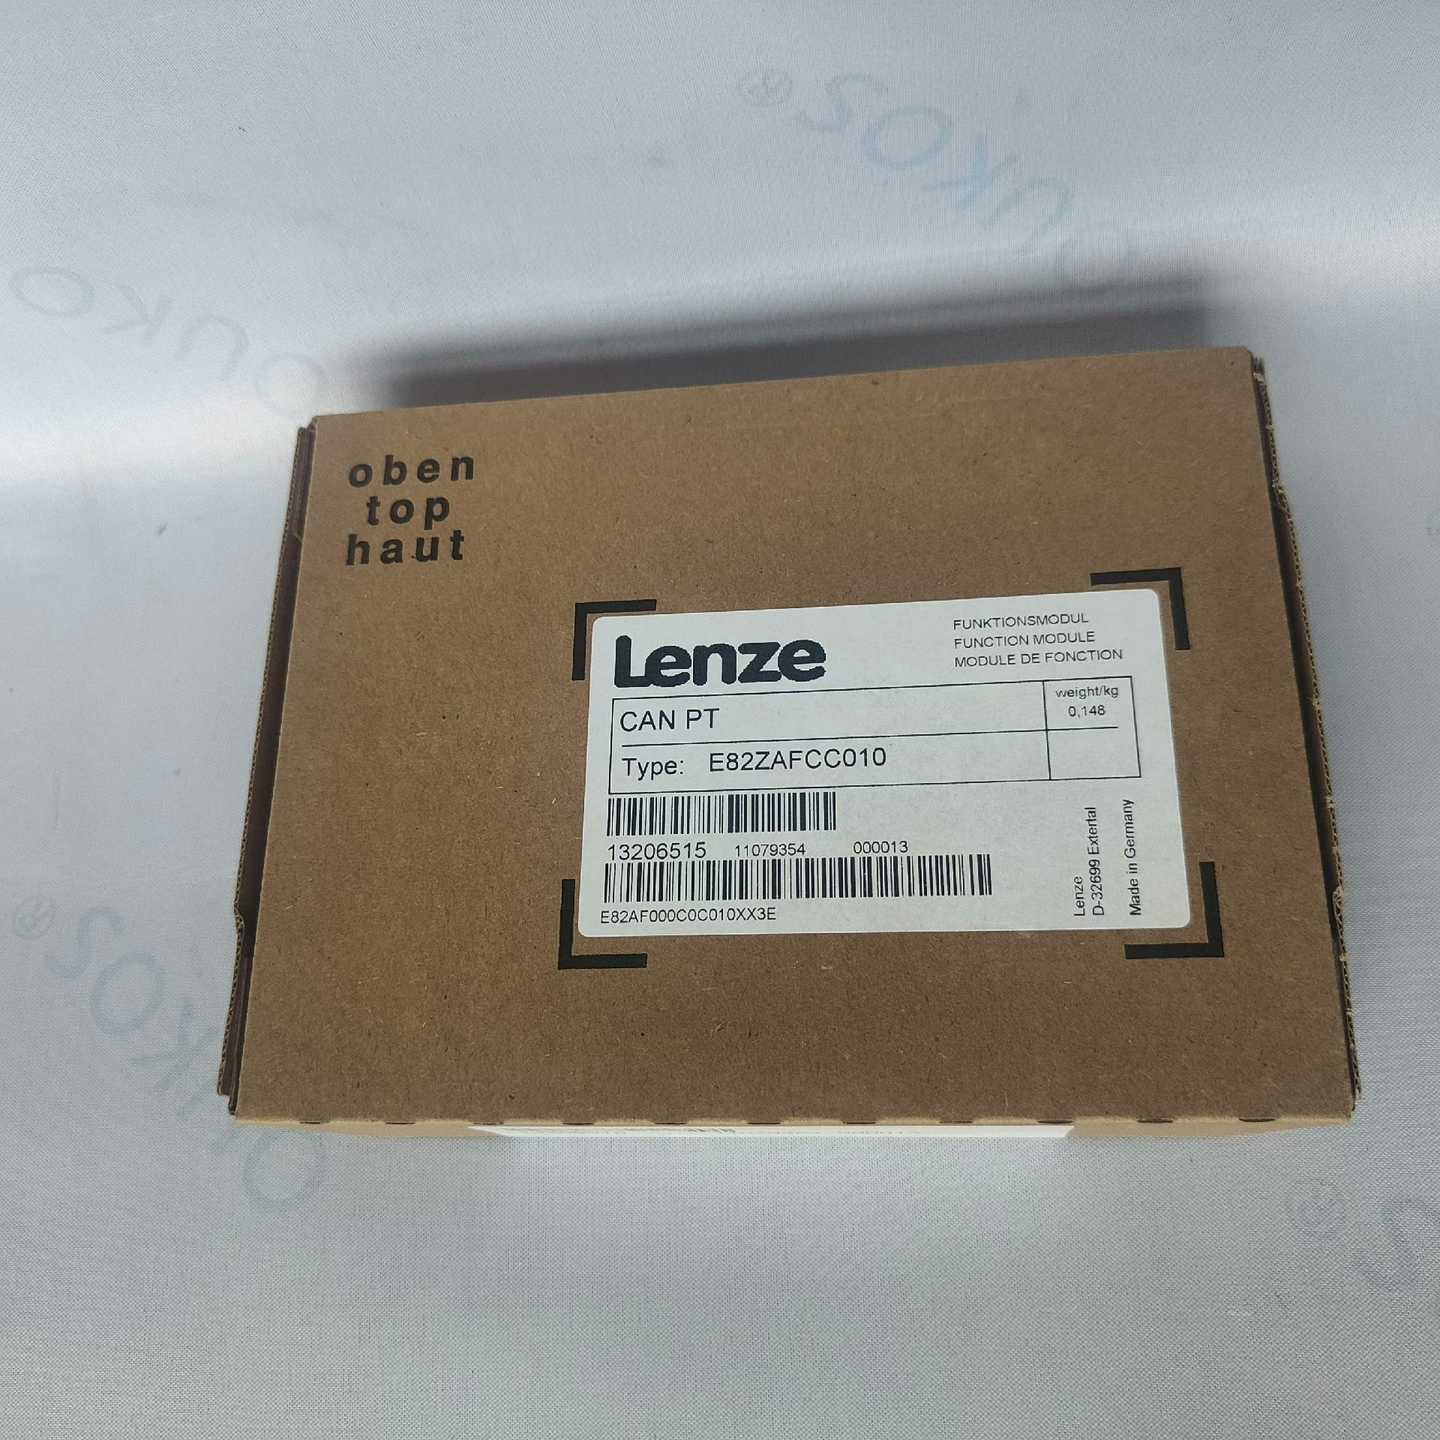 oben
top
haut
Lenze
FUNKTIONSMODUL
FUNCTION MODULE
MODULE DE FONCTION
CAN PT
weight/kg
0,148
Type: E82ZAFCC010
13206515 11079354 000013
E82AF000C0C010XX3E
Lenze
D-32699 Extertal
Made in Germany